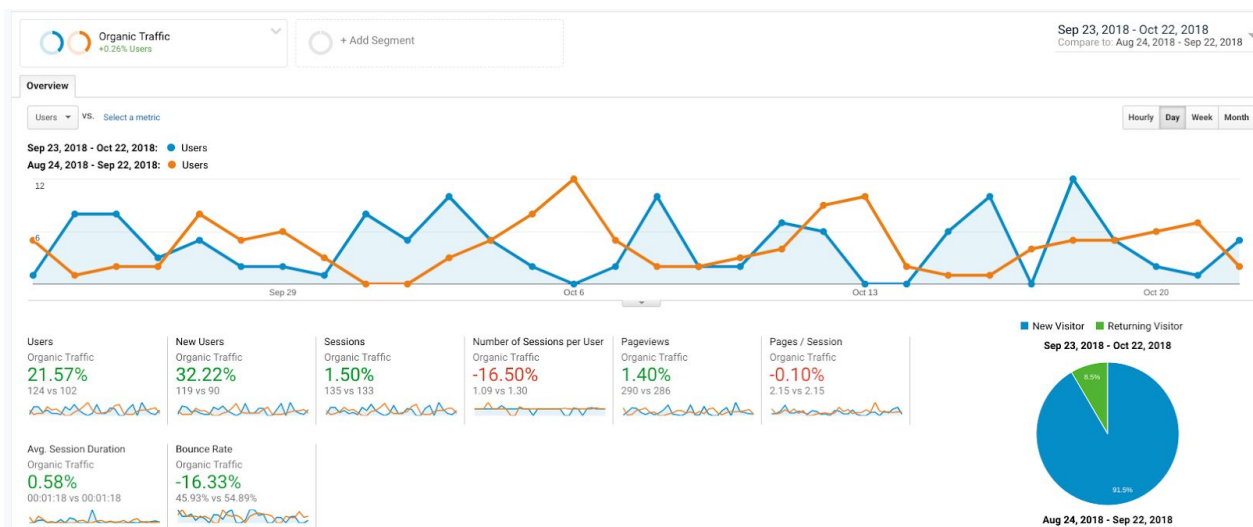 Organic Traffic
+0.26% Users
+ Add Segment
Sep 23, 2018 - Oct 22, 2018
Compare to: Aug 24, 2018 - Sep 22, 2018
Overview
Users VS. Select a metric
Hourly Day Week Month
Sep 23, 2018 - Oct 22, 2018: Users
Aug 24, 2018 - Sep 22, 2018: Users
12
6
Sep 29 Oct 6 Oct 13 Oct 20
Users
Organic Traffic
21.57%
124 vs 102
New Users
Organic Traffic
32.22%
119 vs 90
Sessions
Organic Traffic
1.50%
135 vs 133
Number of Sessions per User
Organic Traffic
-16.50%
1.09 vs 1.30
Pageviews
Organic Traffic
1.40%
290 vs 286
Pages / Session
Organic Traffic
-0.10%
2.15 vs 2.15
Avg. Session Duration
Organic Traffic
0.58%
00:01:18 vs 00:01:18
Bounce Rate
Organic Traffic
-16.33%
45.93% vs 54.89%
New Visitor Returning Visitor
Sep 23, 2018 - Oct 22, 2018
8.5%
91.5%
Aug 24, 2018 - Sep 22, 2018